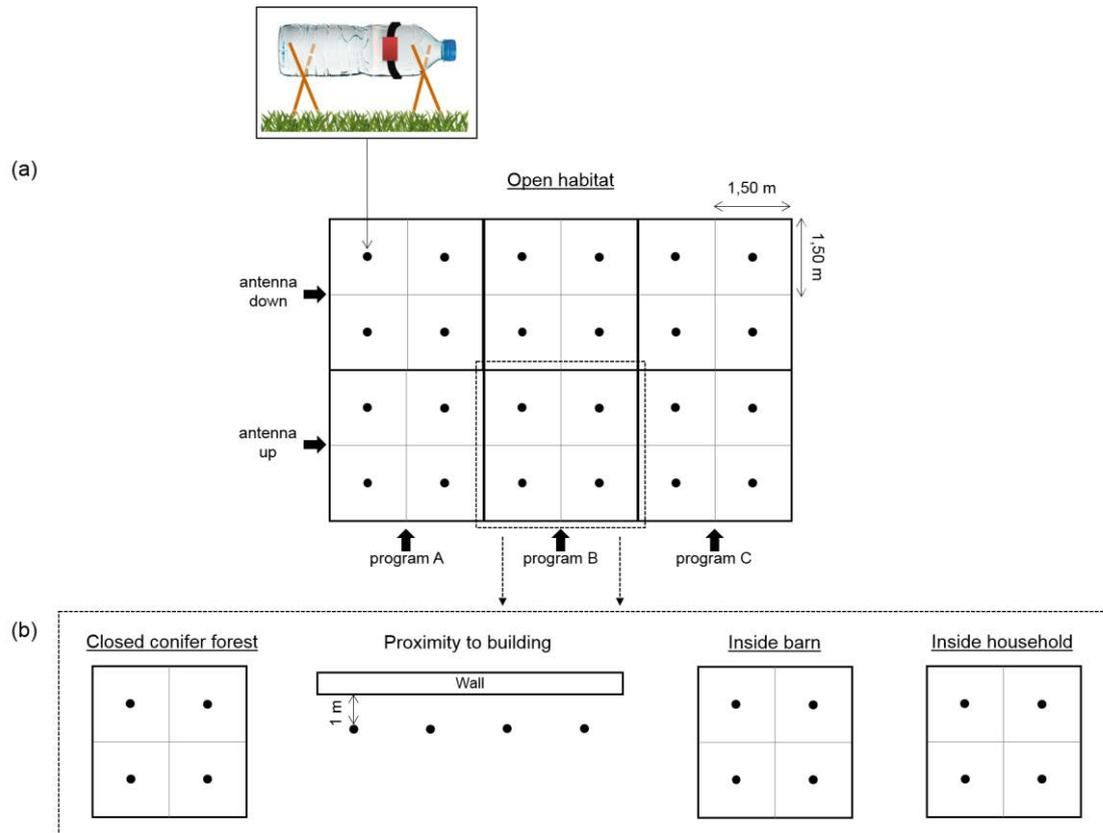 (a)
Open habitat
1,50 m
1,50 m
antenna
down
antenna
up
program A
program B
program C
(b)
Closed conifer forest
Proximity to building
Inside barn
Inside household
Wall
1 m